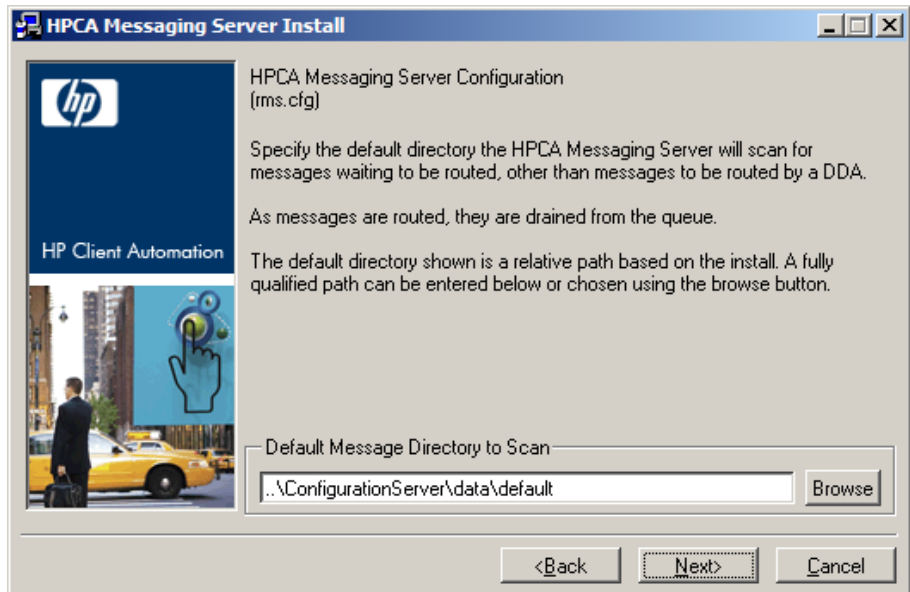 HPCA Messaging Server Install
hp
HP Client Automation
HPCA Messaging Server Configuration
(rms.cfg)
Specify the default directory the HPCA Messaging Server will scan for
messages waiting to be routed, other than messages to be routed by a DDA.
As messages are routed, they are drained from the queue.
The default directory shown is a relative path based on the install. A fully
qualified path can be entered below or chosen using the browse button.
Default Message Directory to Scan
..\ConfigurationServer\data\default
Browse
<Back
Next>
Cancel